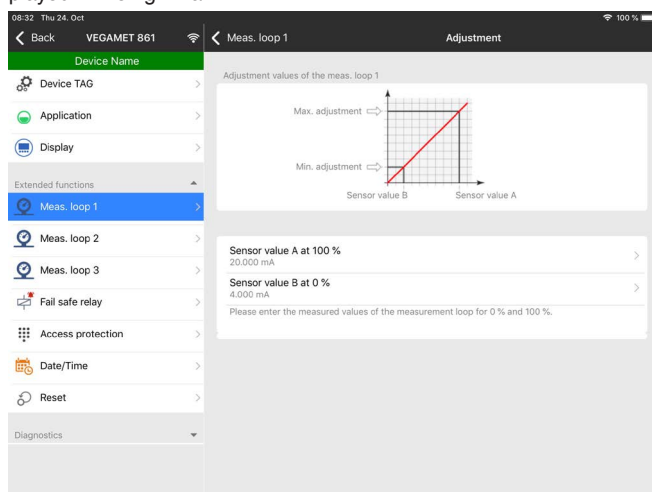 08:32 Thu 24. Oct
100 %
Back
VEGAMET 861
Meas. loop 1
Adjustment
Device Name
Device TAG
Application
Display
Extended functions
Meas. loop 1
Meas. loop 2
Meas. loop 3
Fail safe relay
Access protection
Date/Time
Reset
Diagnostics
Adjustment values of the meas. loop 1
Max. adjustment
Min. adjustment
Sensor value B
Sensor value A
Sensor value A at 100 %
20.000 mA
Sensor value B at 0 %
4.000 mA
Please enter the measured values of the measurement loop for 0 % and 100 %.